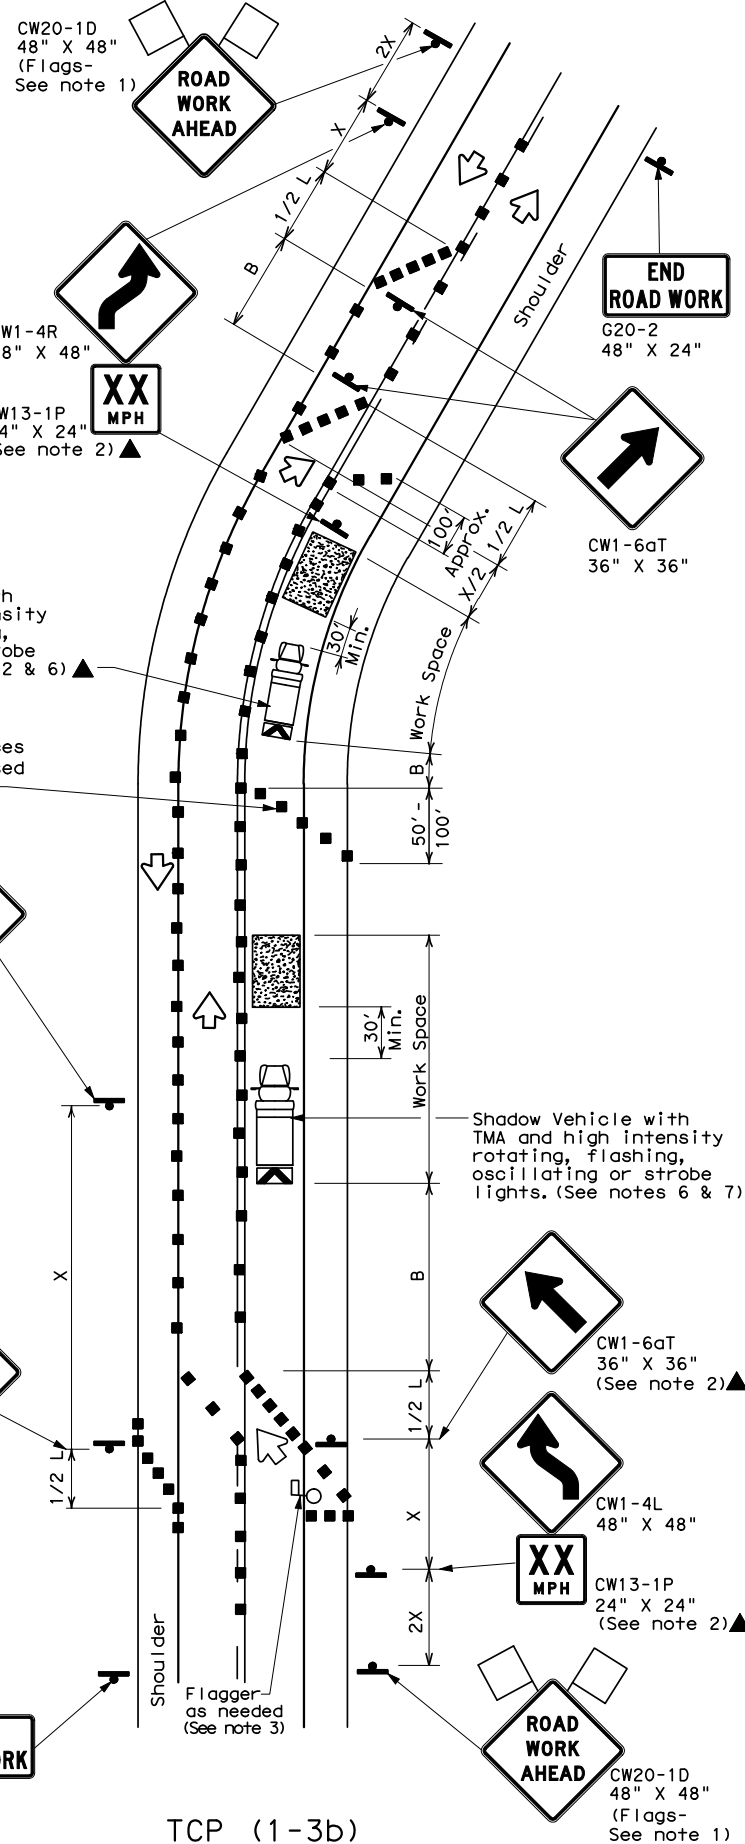 CW20-1D
48" X 48"
(Flags-
See note 1)
ROAD
WORK
AHEAD
2X
X
1/2 L
B
W1-4R
8" X 48"
XX
MPH
W13-1P
4" X 24"
See note 2)
Shoulder
END
ROAD WORK
G20-2
48" X 24"
CW1-6aT
36" X 36"
100'
Approx.
1/2 L
X/2
30'
Min.
Work Space
B
2 & 6)
50' -
100'
30'
Min.
Work Space
Shadow Vehicle with
TMA and high intensity
rotating, flashing,
oscillating or strobe
lights. (See notes 6 & 7)
X
B
CW1-6aT
36" X 36"
(See note 2)
1/2 L
1/2 L
X
CW1-4L
48" X 48"
XX
MPH
CW13-1P
24" X 24"
(See note 2)
2X
Shoulder
Flagger
as needed
(See note 3)
ROAD
WORK
AHEAD
CW20-1D
48" X 48"
(Flags-
See note 1)
TCP (1-3b)